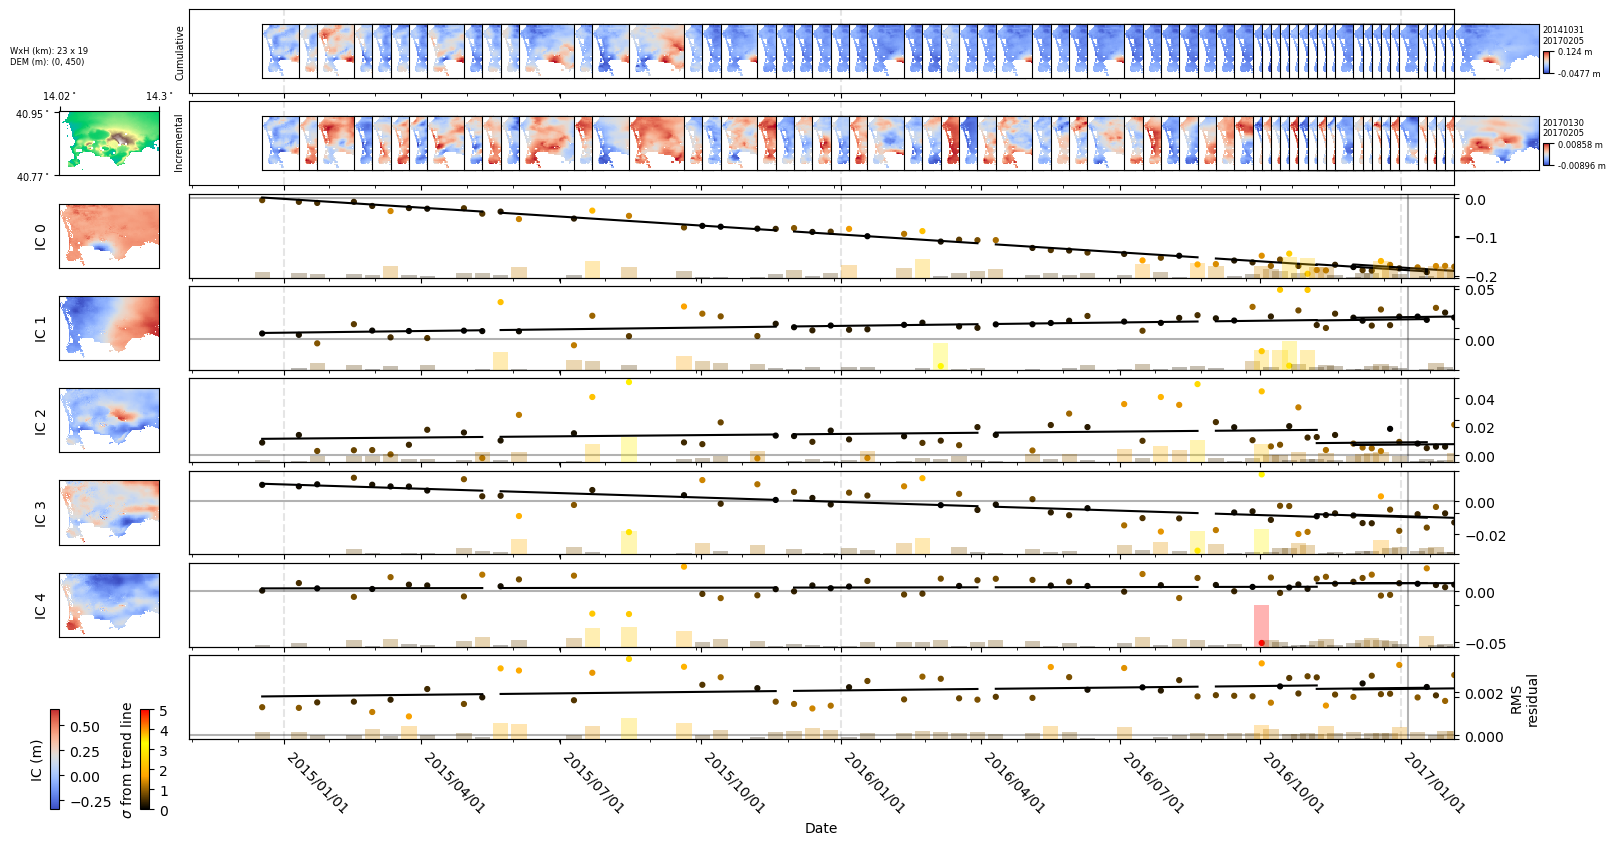 WxH (km): 23 x 19
DEM (m): (0, 450)
Cumulative
20141031
20170205
0.124 m
-0.0477 m
14.02°
14.3°
40.95°
40.77°
Incremental
20170130
20170205
0.00858 m
-0.00896 m
IC 0
0.0
−0.1
−0.2
IC 1
0.05
0.00
IC 2
0.04
0.02
0.00
IC 3
0.00
−0.02
IC 4
0.00
−0.05
0.002
0.000
RMS
residual
IC (m)
0.50
0.25
0.00
−0.25
σ from trend line
5
4
3
2
1
0
2015/01/01
2015/04/01
2015/07/01
2015/10/01
2016/01/01
2016/04/01
2016/07/01
2016/10/01
2017/01/01
Date